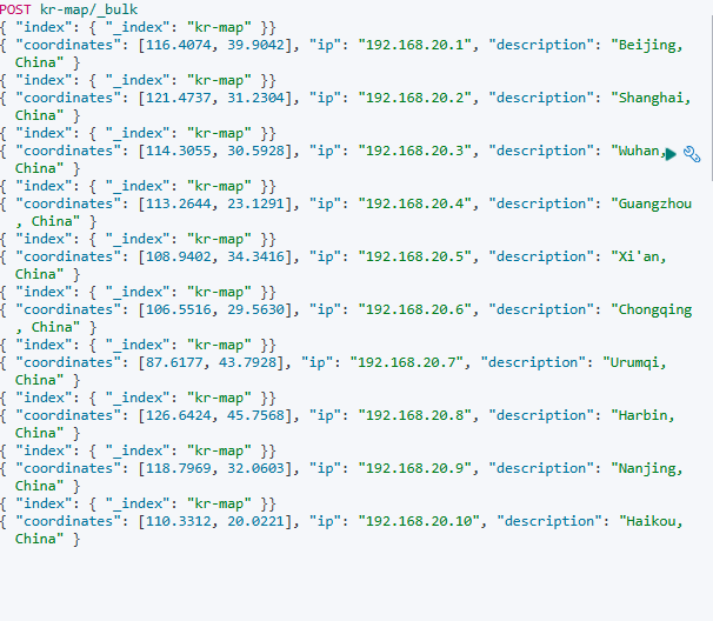 POST kr-map/_bulk
{ "index": { "_index": "kr-map" }}
{ "coordinates": [116.4074, 39.9042], "ip": "192.168.20.1", "description": "Beijing,
China" }
{ "index": { "_index": "kr-map" }}
{ "coordinates": [121.4737, 31.2304], "ip": "192.168.20.2", "description": "Shanghai,
China" }
{ "index": { "_index": "kr-map" }}
{ "coordinates": [114.3055, 30.5928], "ip": "192.168.20.3", "description": "Wuhan,
China" }
{ "index": { "_index": "kr-map" }}
{ "coordinates": [113.2644, 23.1291], "ip": "192.168.20.4", "description": "Guangzhou
, China" }
{ "index": { "_index": "kr-map" }}
{ "coordinates": [108.9402, 34.3416], "ip": "192.168.20.5", "description": "Xi'an,
China" }
{ "index": { "_index": "kr-map" }}
{ "coordinates": [106.5516, 29.5630], "ip": "192.168.20.6", "description": "Chongqing
, China" }
{ "index": { "_index": "kr-map" }}
{ "coordinates": [87.6177, 43.7928], "ip": "192.168.20.7", "description": "Urumqi,
China" }
{ "index": { "_index": "kr-map" }}
{ "coordinates": [126.6424, 45.7568], "ip": "192.168.20.8", "description": "Harbin,
China" }
{ "index": { "_index": "kr-map" }}
{ "coordinates": [118.7969, 32.0603], "ip": "192.168.20.9", "description": "Nanjing,
China" }
{ "index": { "_index": "kr-map" }}
{ "coordinates": [110.3312, 20.0221], "ip": "192.168.20.10", "description": "Haikou,
China" }